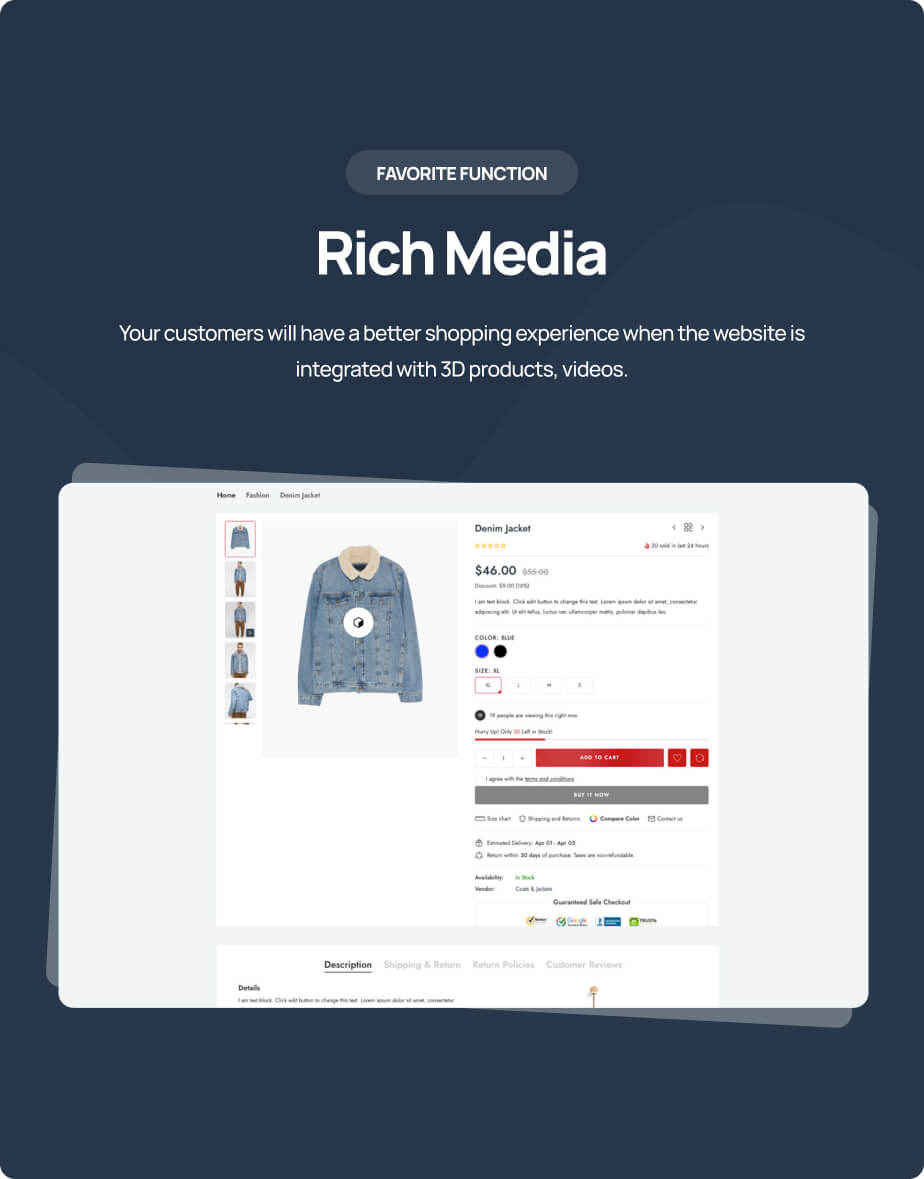 FAVORITE FUNCTION
Rich Media
Your customers will have a better shopping experience when the website is
integrated with 3D products, videos.
Home Fashion Denim Jacket
Denim Jacket
20 sold in last 24 hours
$46.00 $55.00
Discount: $9.00 (16%)
I am text block. Click edit button to change this text. Lorem ipsum dolor sit amet, consectetur
adipiscing elit. Ut elit tellus, luctus nec ullamcorper mattis, pulvinar dapibus leo.
COLOR: BLUE
SIZE: XL
XL L M S
19 people are viewing this right now
Hurry Up! Only 30 Left in Stock!
− 1 + ADD TO CART
I agree with the terms and conditions
BUY IT NOW
Size chart Shipping and Returns Compare Color Contact us
Estimated Delivery: Apr 01 - Apr 05
Return within 30 days of purchase. Taxes are non-refundable.
Availability: In Stock
Vendor: Coats & Jackets
Guaranteed Safe Checkout
Norton Google TRUSTe
Description Shipping & Return Return Policies Customer Reviews
Details
I am text block. Click edit button to change this text. Lorem ipsum dolor sit amet, consectetur